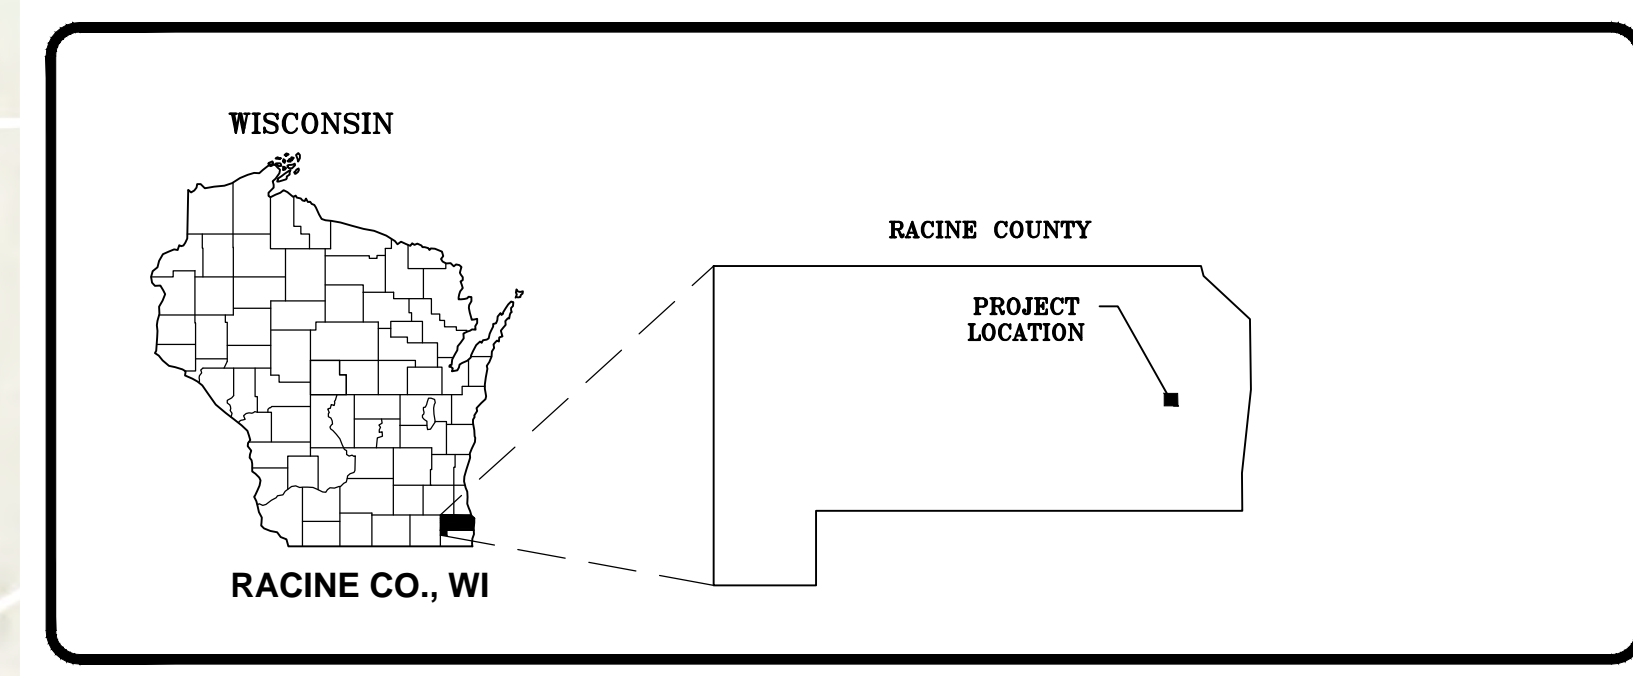 WISCONSIN
RACINE COUNTY
PROJECT
LOCATION
RACINE CO., WI